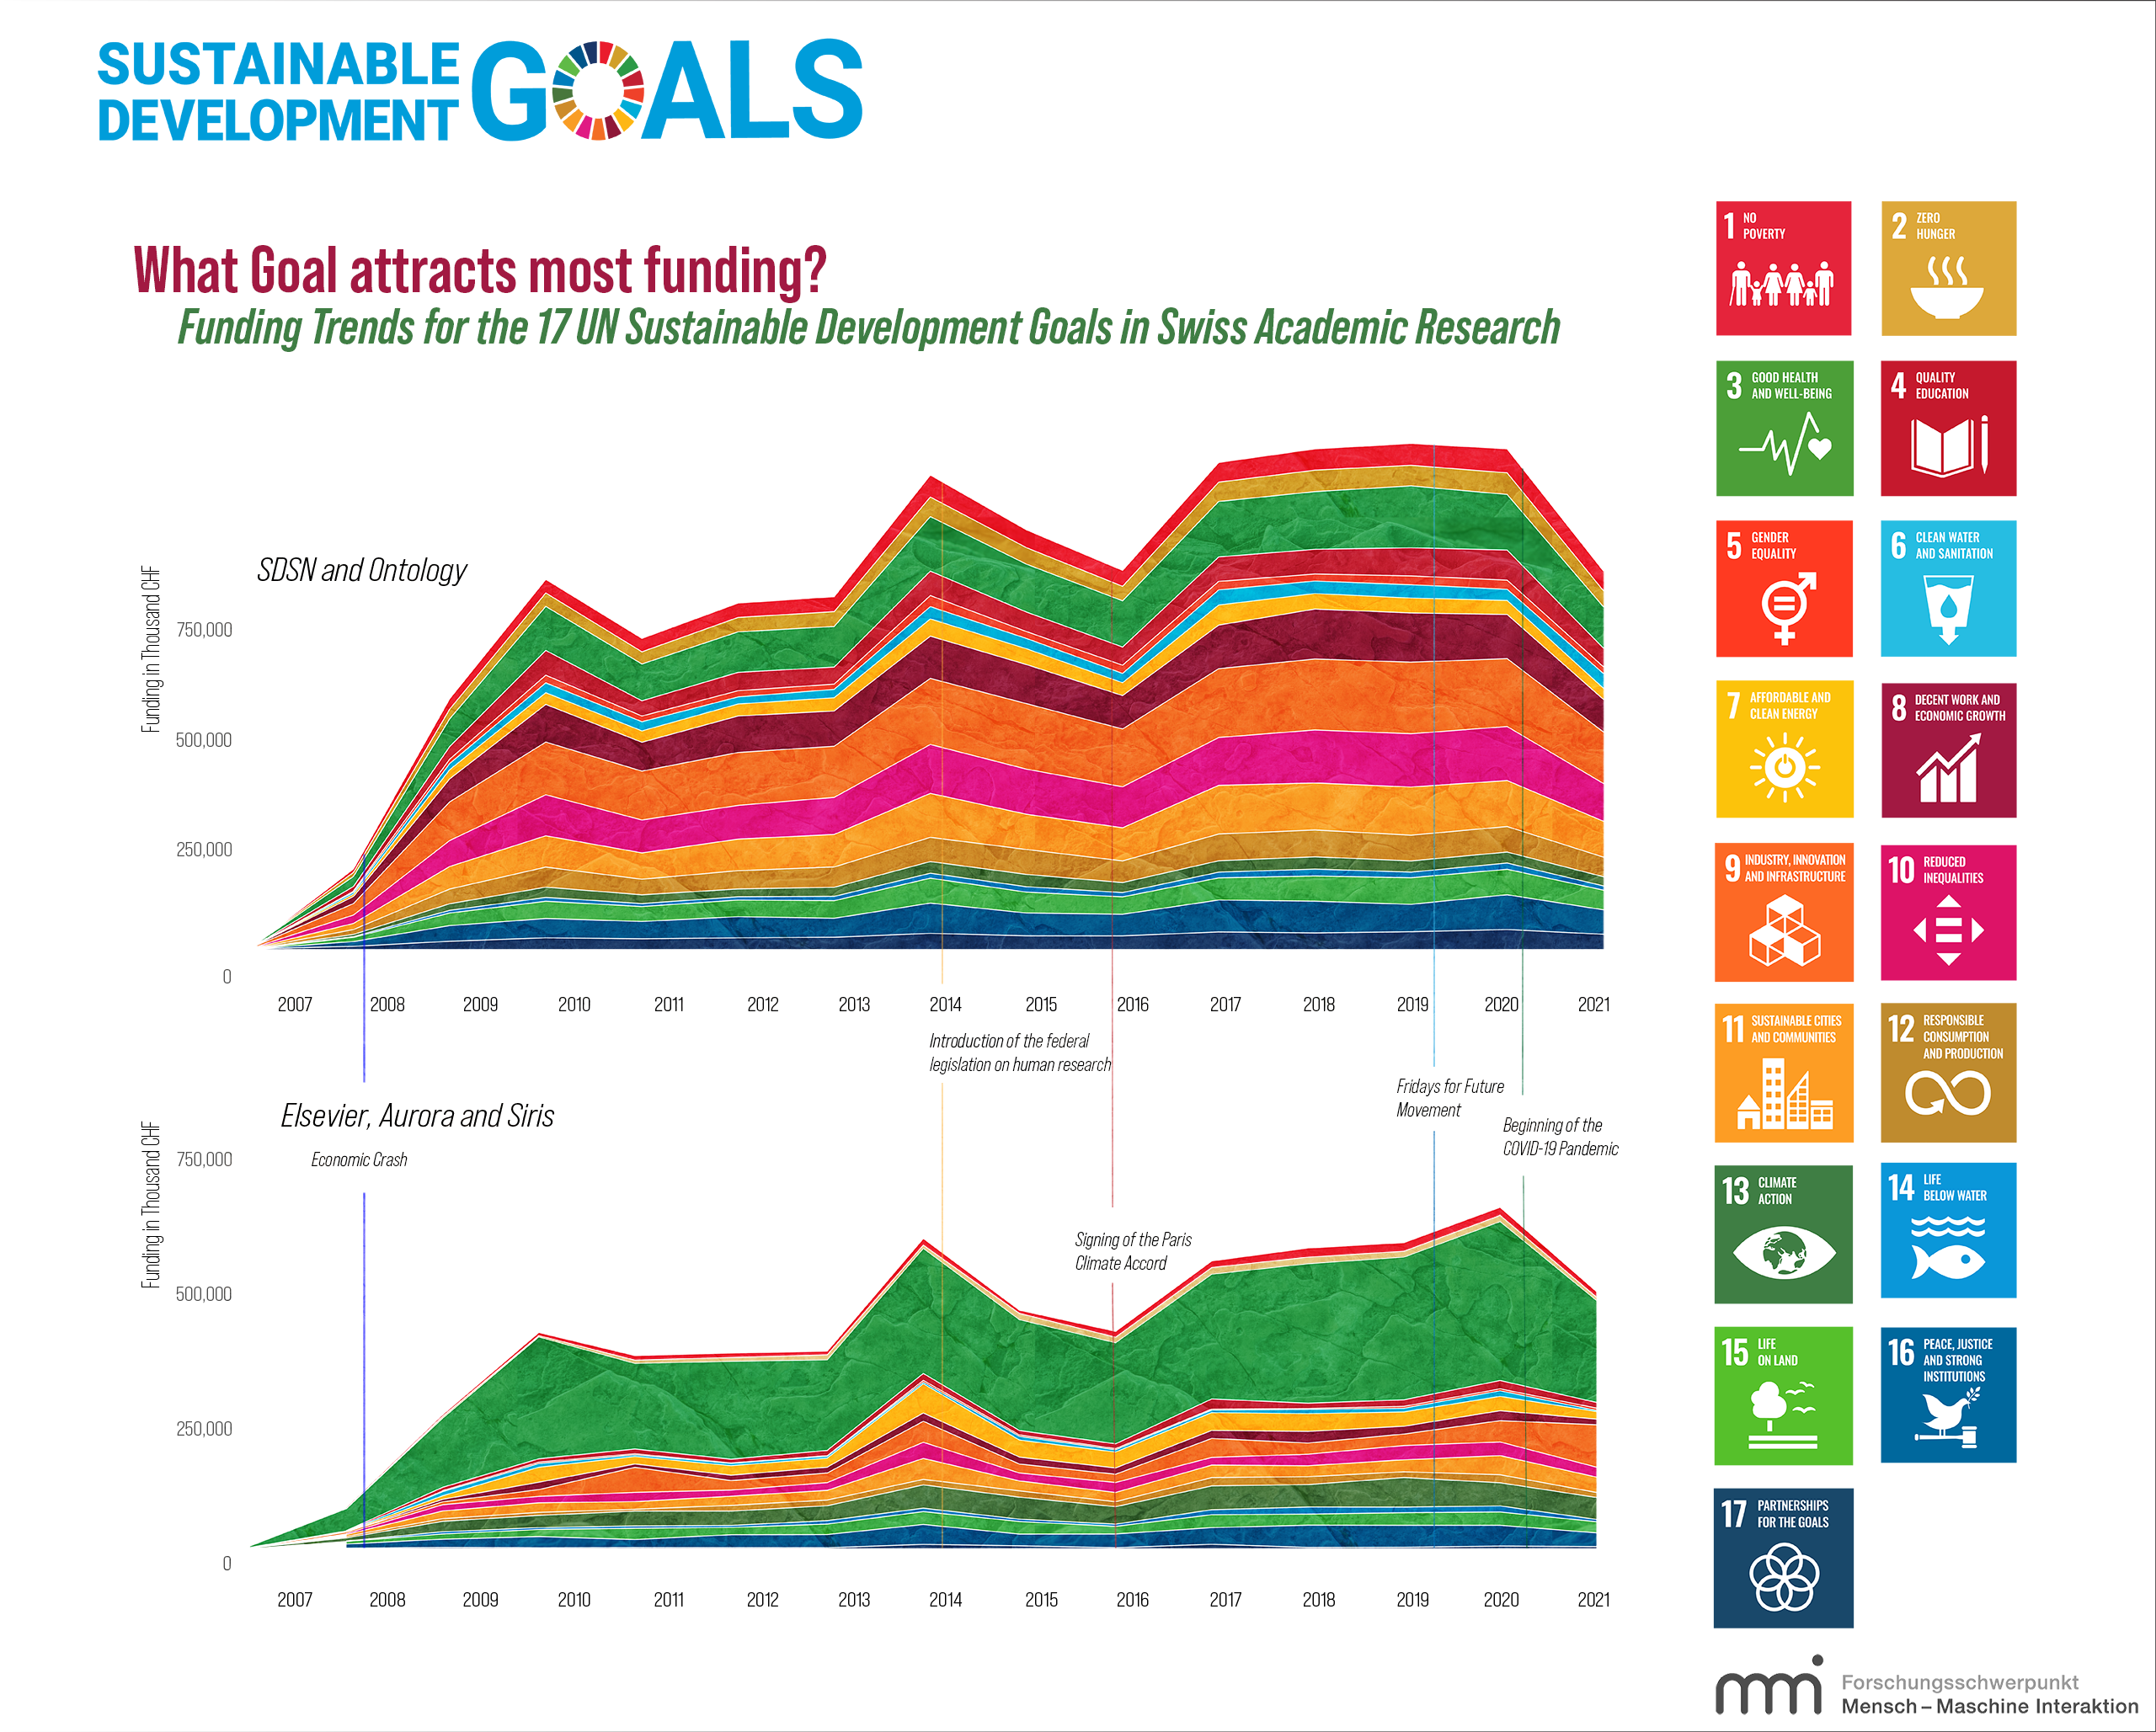 SUSTAINABLE
DEVELOPMENT
GOALS
What Goal attracts most funding?
Funding Trends for the 17 UN Sustainable Development Goals in Swiss Academic Research
SDSN and Ontology
Funding in Thousand CHF
750,000
500,000
250,000
0
2007 2008 2009 2010 2011 2012 2013 2014 2015 2016 2017 2018 2019 2020 2021
Introduction of the federal
legislation on human research
Fridays for Future
Movement
Beginning of the
COVID-19 Pandemic
Elsevier, Aurora and Siris
Economic Crash
Signing of the Paris
Climate Accord
Funding in Thousand CHF
750,000
500,000
250,000
0
2007 2008 2009 2010 2011 2012 2013 2014 2015 2016 2017 2018 2019 2020 2021
1 NO
POVERTY
2 ZERO
HUNGER
3 GOOD HEALTH
AND WELL-BEING
4 QUALITY
EDUCATION
5 GENDER
EQUALITY
6 CLEAN WATER
AND SANITATION
7 AFFORDABLE AND
CLEAN ENERGY
8 DECENT WORK AND
ECONOMIC GROWTH
9 INDUSTRY, INNOVATION
AND INFRASTRUCTURE
10 REDUCED
INEQUALITIES
11 SUSTAINABLE CITIES
AND COMMUNITIES
12 RESPONSIBLE
CONSUMPTION
AND PRODUCTION
13 CLIMATE
ACTION
14 LIFE
BELOW WATER
15 LIFE
ON LAND
16 PEACE, JUSTICE
AND STRONG
INSTITUTIONS
17 PARTNERSHIPS
FOR THE GOALS
mmi
Forschungsschwerpunkt
Mensch – Maschine Interaktion